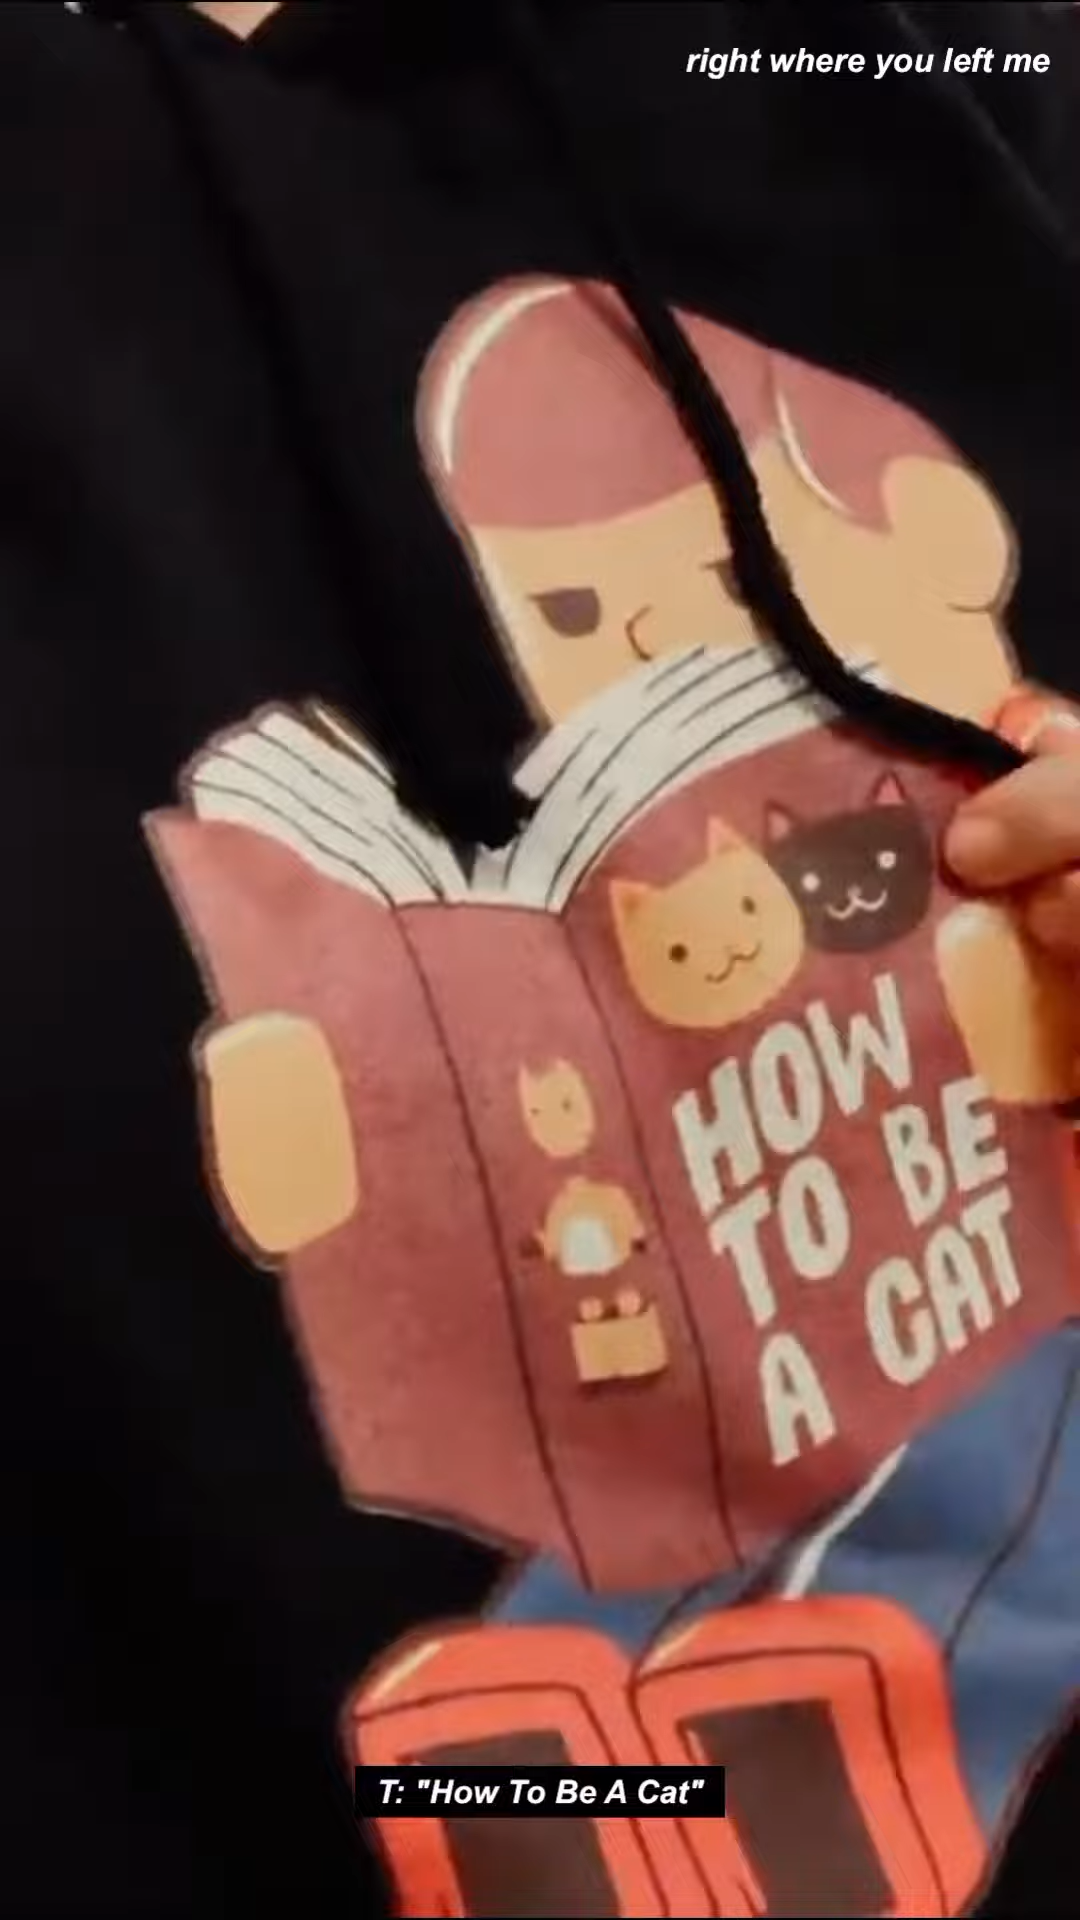 right where you left me
HOW
TO BE
A CAT
T: "How To Be A Cat"